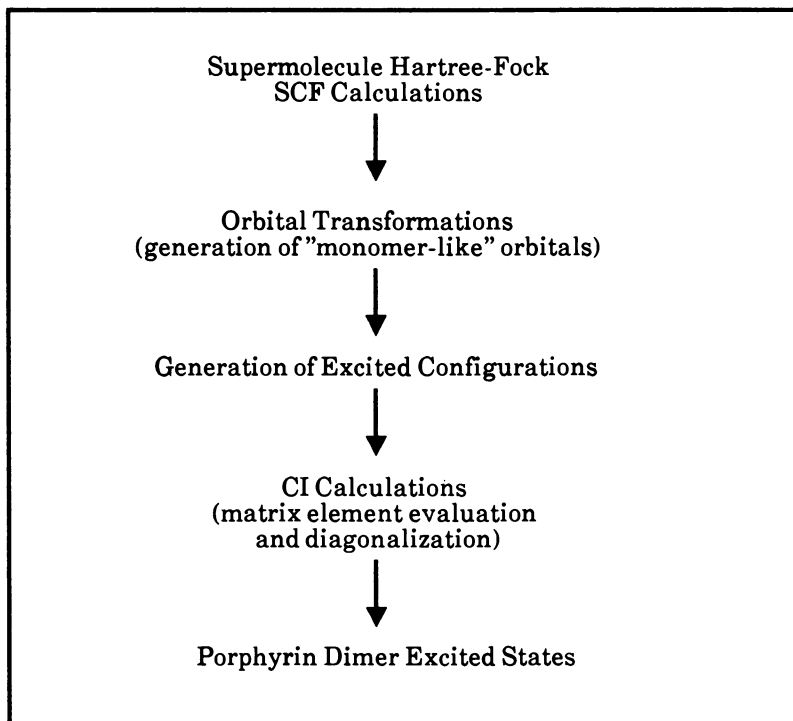 Supermolecule Hartree-Fock
SCF Calculations
Orbital Transformations
(generation of "monomer-like" orbitals)
Generation of Excited Configurations
CI Calculations
(matrix element evaluation
and diagonalization)
Porphyrin Dimer Excited States